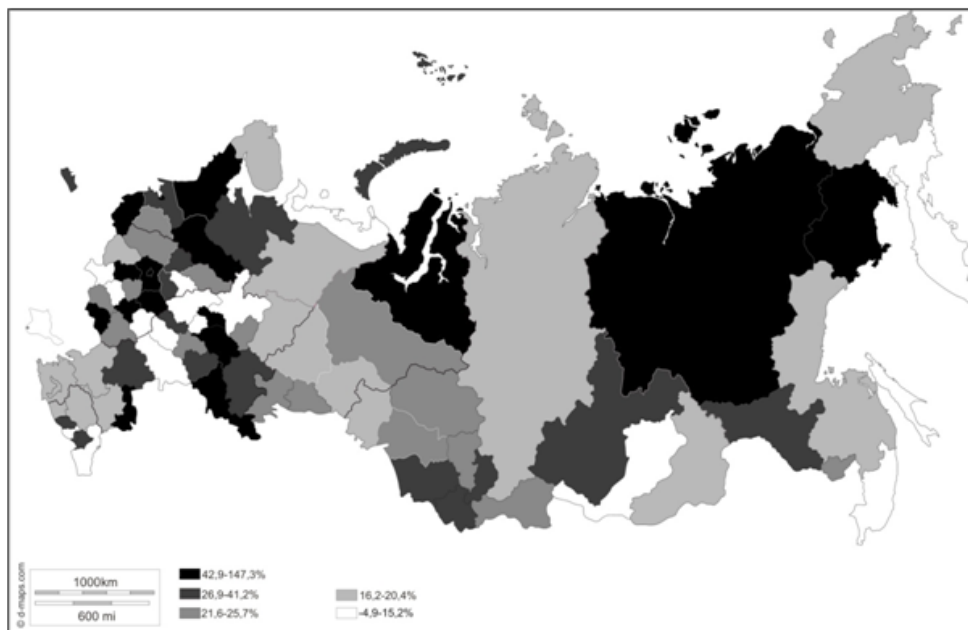 1000km
600 mi
© d-maps.com
42,9-147,3%
26,9-41,2%
21,6-25,7%
16,2-20,4%
-4,9-15,2%